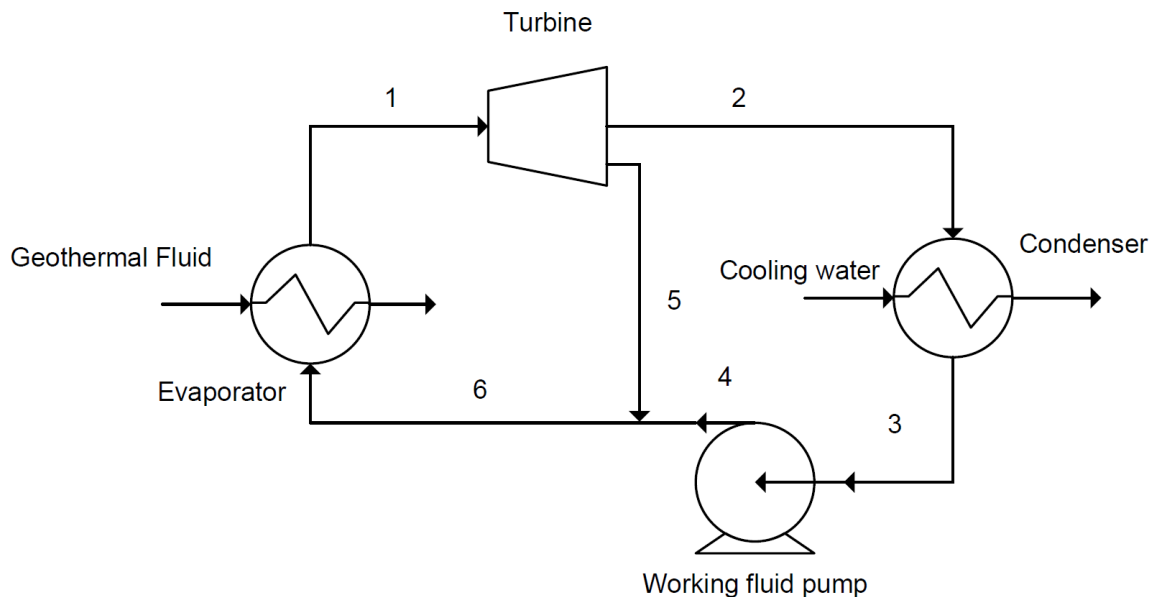 Turbine
1
2
Geothermal Fluid
Condenser
Cooling water
5
Evaporator
6
4
3
Working fluid pump